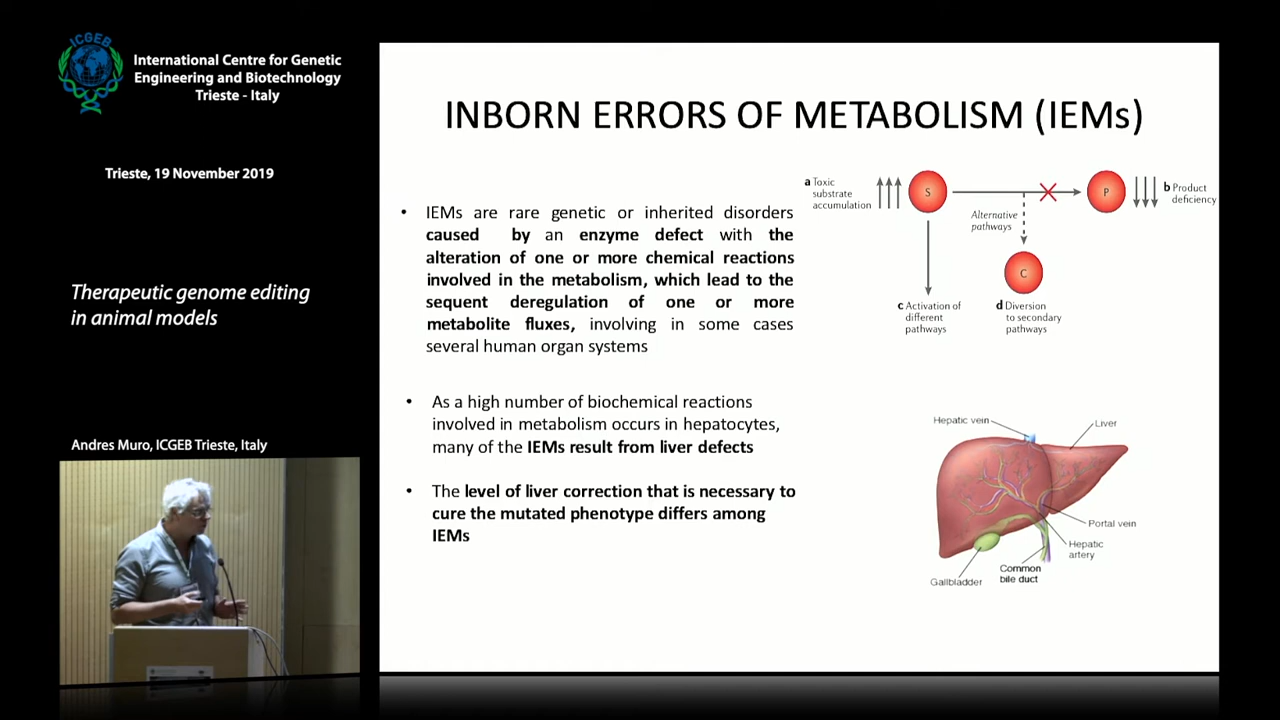 ICGEB
International Centre for Genetic
Engineering and Biotechnology
Trieste - Italy
Trieste, 19 November 2019
Therapeutic genome editing
in animal models
Andres Muro, ICGEB Trieste, Italy
INBORN ERRORS OF METABOLISM (IEMs)
• IEMs are rare genetic or inherited disorders
caused by an enzyme defect with the
alteration of one or more chemical reactions
involved in the metabolism, which lead to the
sequent deregulation of one or more
metabolite fluxes, involving in some cases
several human organ systems
• As a high number of biochemical reactions
involved in metabolism occurs in hepatocytes,
many of the IEMs result from liver defects
• The level of liver correction that is necessary to
cure the mutated phenotype differs among
IEMs
a Toxic
substrate
accumulation
S
P
b Product
deficiency
Alternative
pathways
C
c Activation of
different
pathways
d Diversion
to secondary
pathways
Hepatic vein
Liver
Portal vein
Hepatic
artery
Common
bile duct
Gallbladder